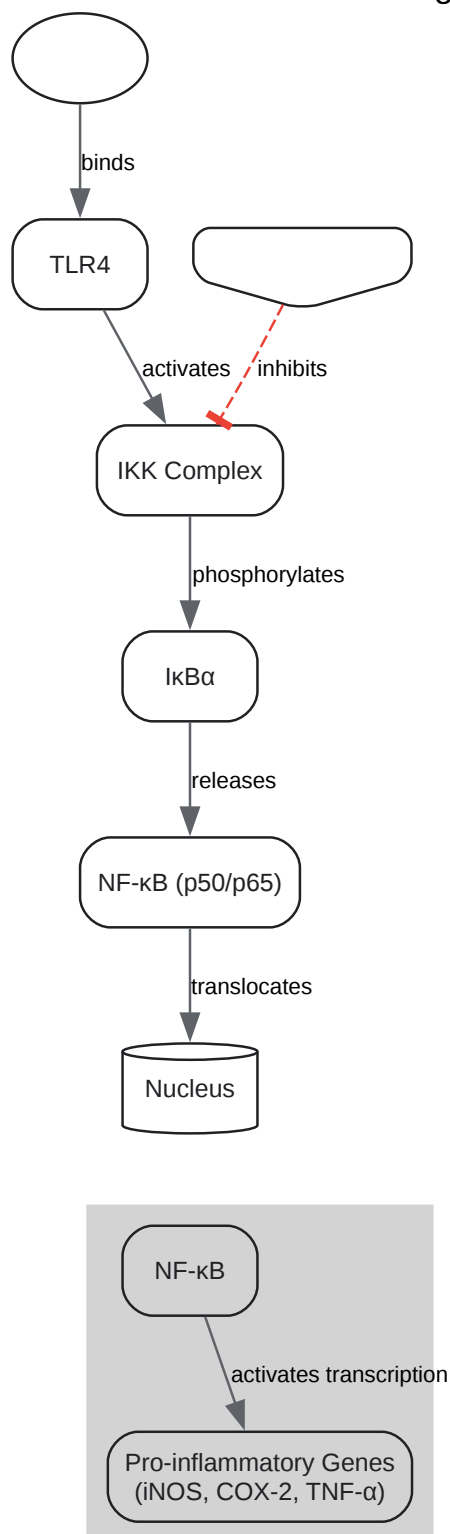 binds
TLR4
activates
inhibits
IKK Complex
phosphorylates
IκBα
releases
NF-κB (p50/p65)
translocates
Nucleus
NF-κB
activates transcription
Pro-inflammatory Genes
(iNOS, COX-2, TNF-α)